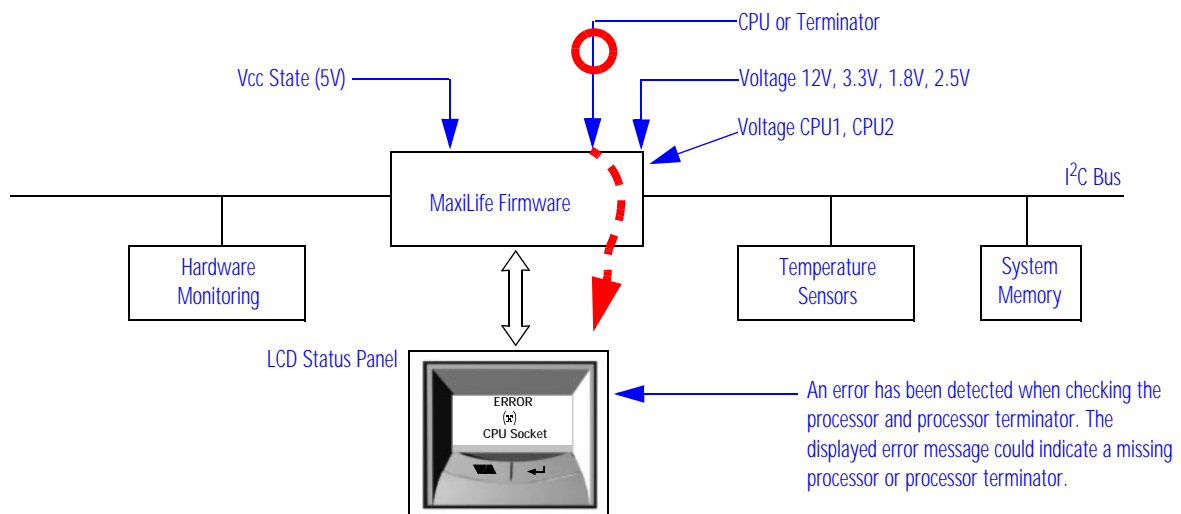 CPU or Terminator
Vcc State (5V)
Voltage 12V, 3.3V, 1.8V, 2.5V
Voltage CPU1, CPU2
I²C Bus
MaxiLife Firmware
Hardware
Monitoring
Temperature
Sensors
System
Memory
LCD Status Panel
ERROR
CPU Socket
An error has been detected when checking the
processor and processor terminator. The
displayed error message could indicate a missing
processor or processor terminator.